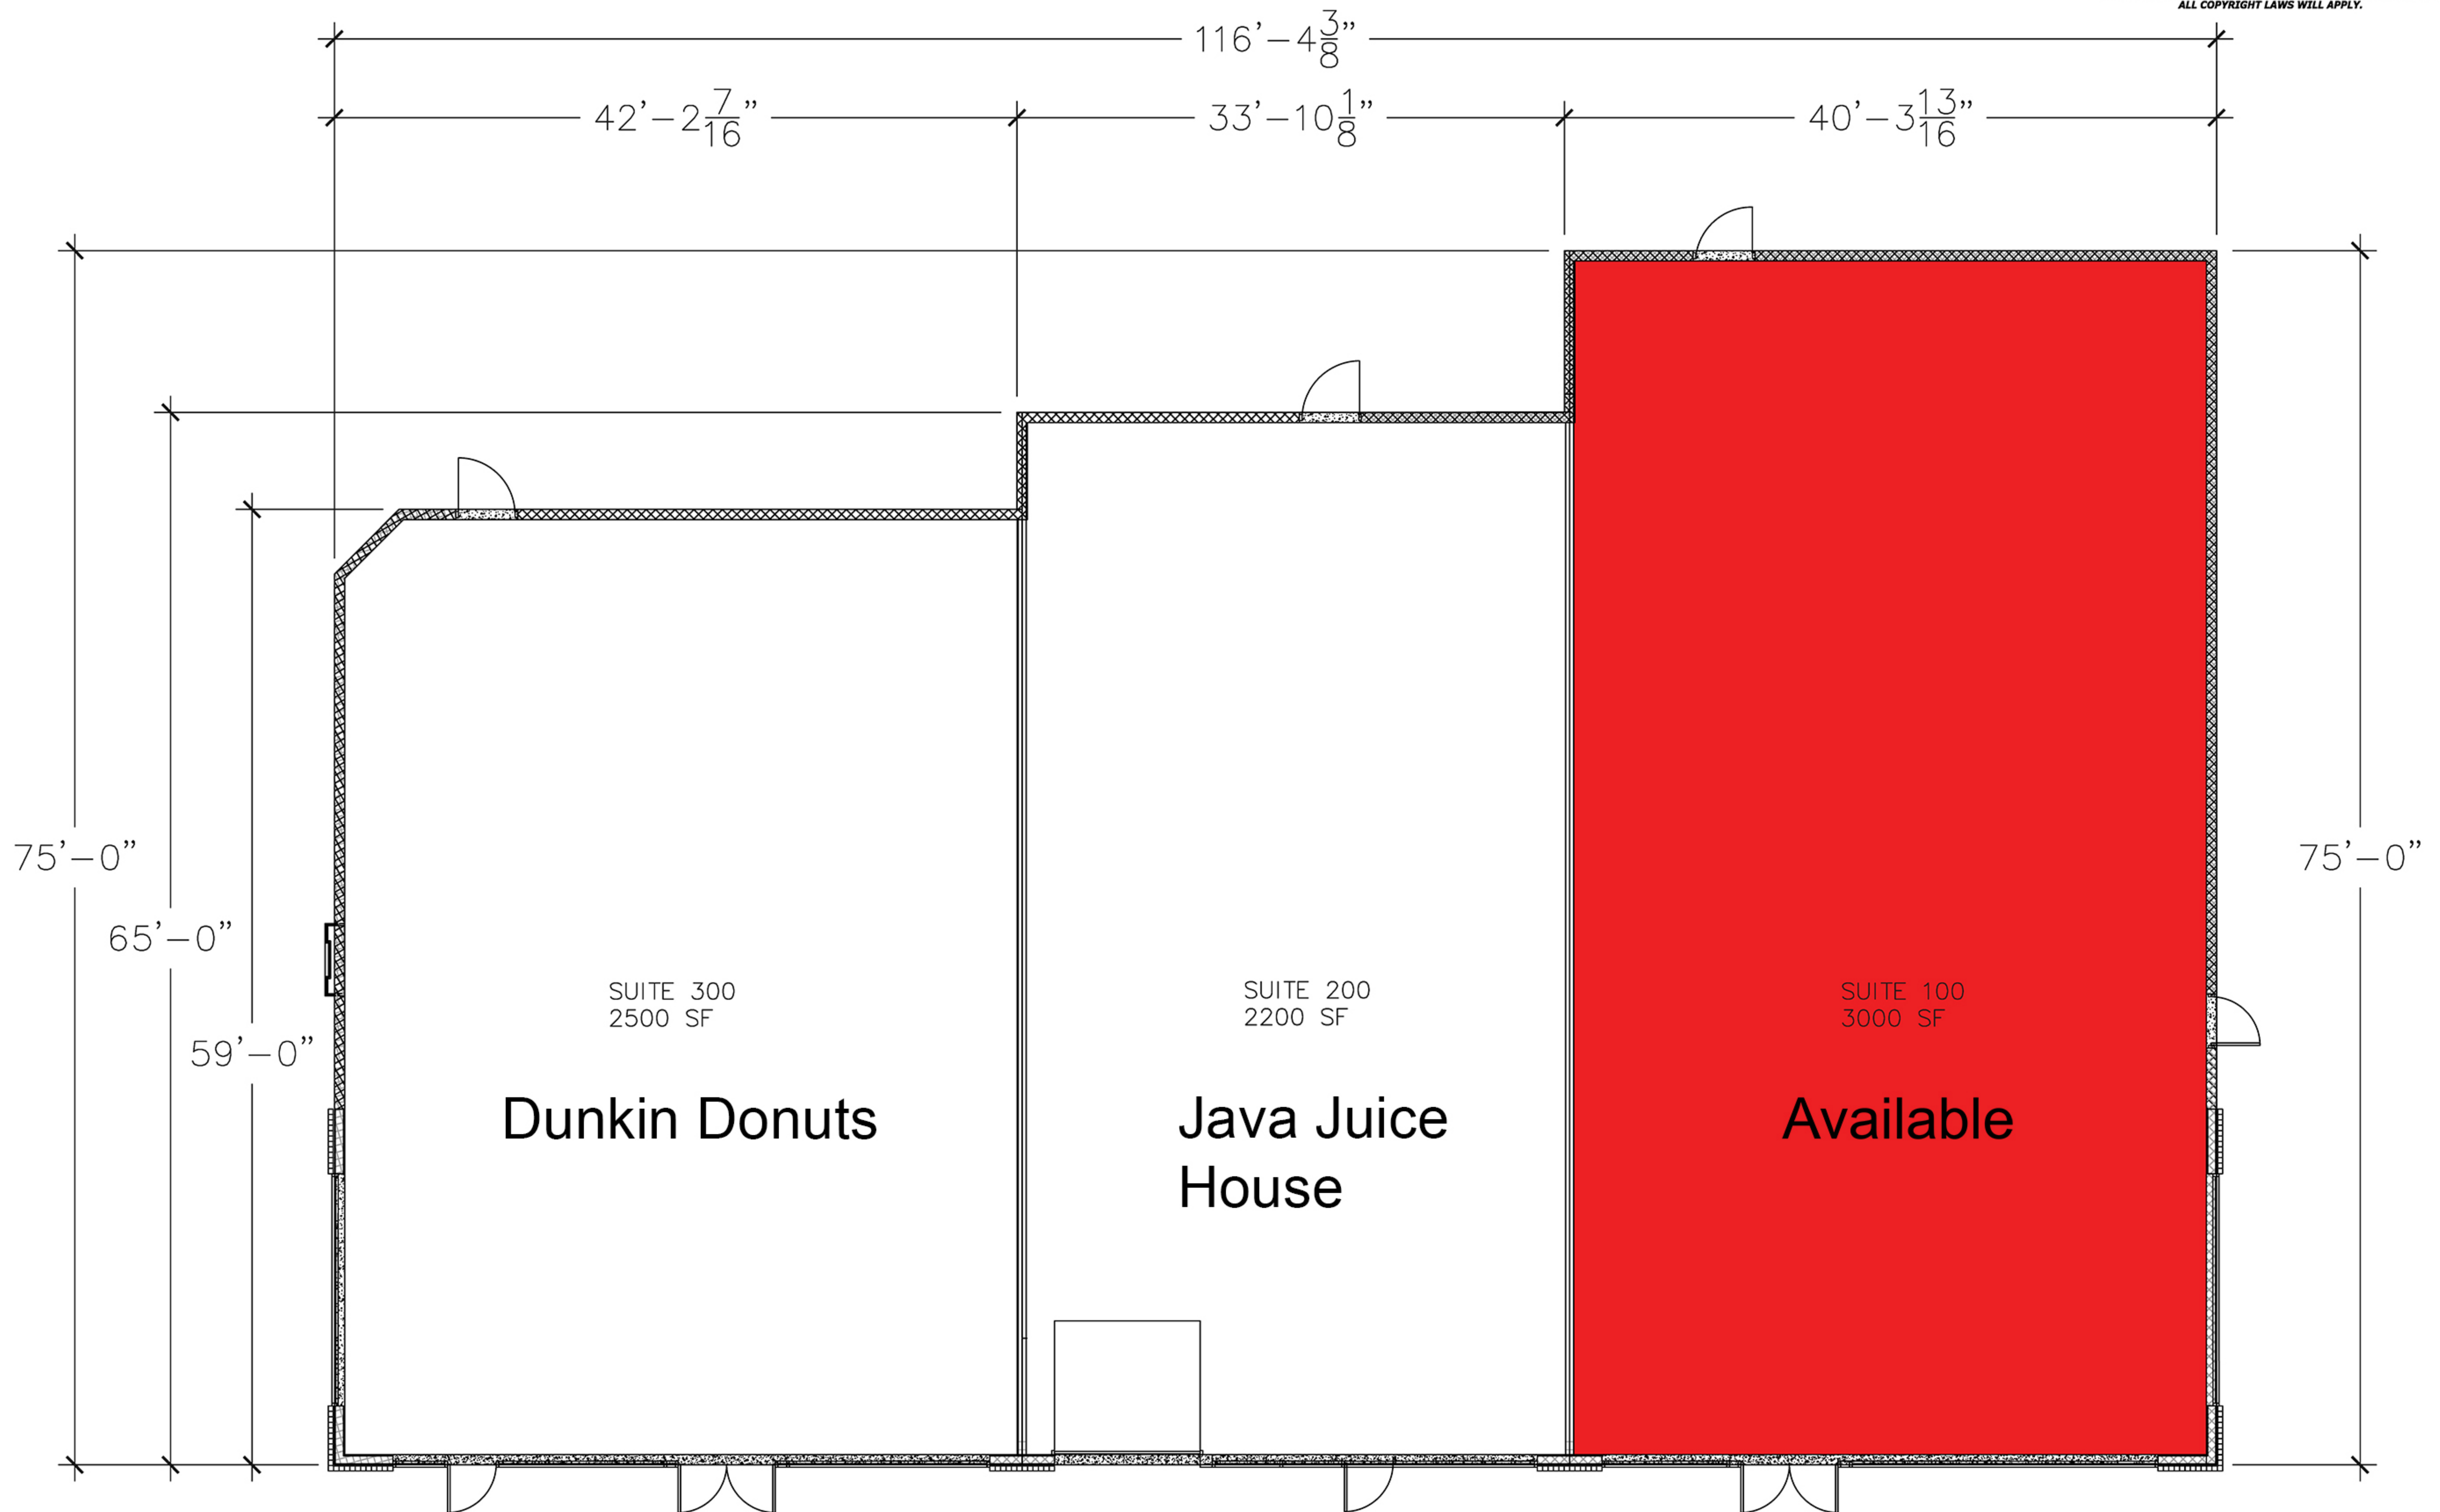 ALL COPYRIGHT LAWS WILL APPLY.
116'-4 3/8"
42'-2 7/16"
33'-10 1/8"
40'-3 13/16"
75'-0"
75'-0"
65'-0"
59'-0"
SUITE 300
2500 SF
SUITE 200
2200 SF
SUITE 100
3000 SF
Dunkin Donuts
Java Juice
House
Available